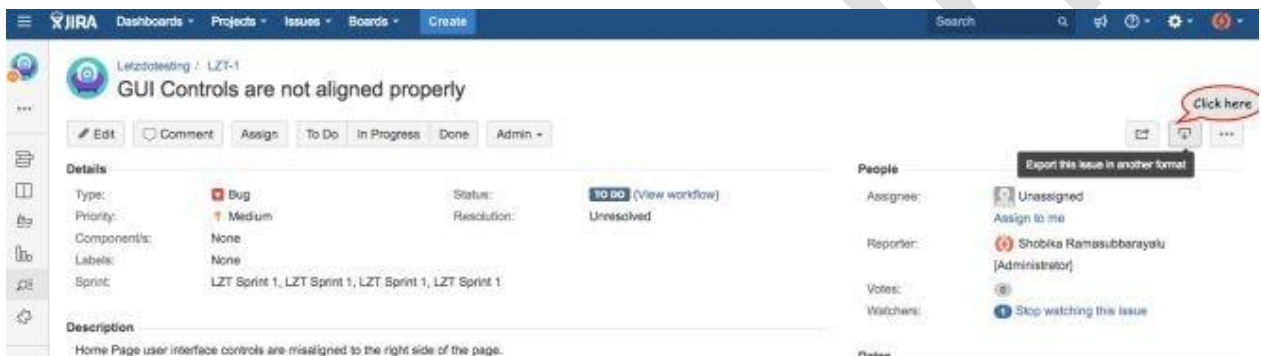 JIRA Dashboards Projects Issues Boards Create Search
Letzdotesting / LZT-1
GUI Controls are not aligned properly
Click here
Edit Comment Assign To Do In Progress Done Admin
Export this issue in another format
Details
Type: Bug
Status: TO DO (View workflow)
Priority: Medium
Resolution: Unresolved
Component/s: None
Labels: None
Sprint: LZT Sprint 1, LZT Sprint 1, LZT Sprint 1, LZT Sprint 1
People
Assignee: Unassigned
Assign to me
Reporter: Shobika Ramasubbarayalu
[Administrator]
Votes: 0
Watchers: 1 Stop watching this issue
Description
Home Page user interface controls are misaligned to the right side of the page.
Dates